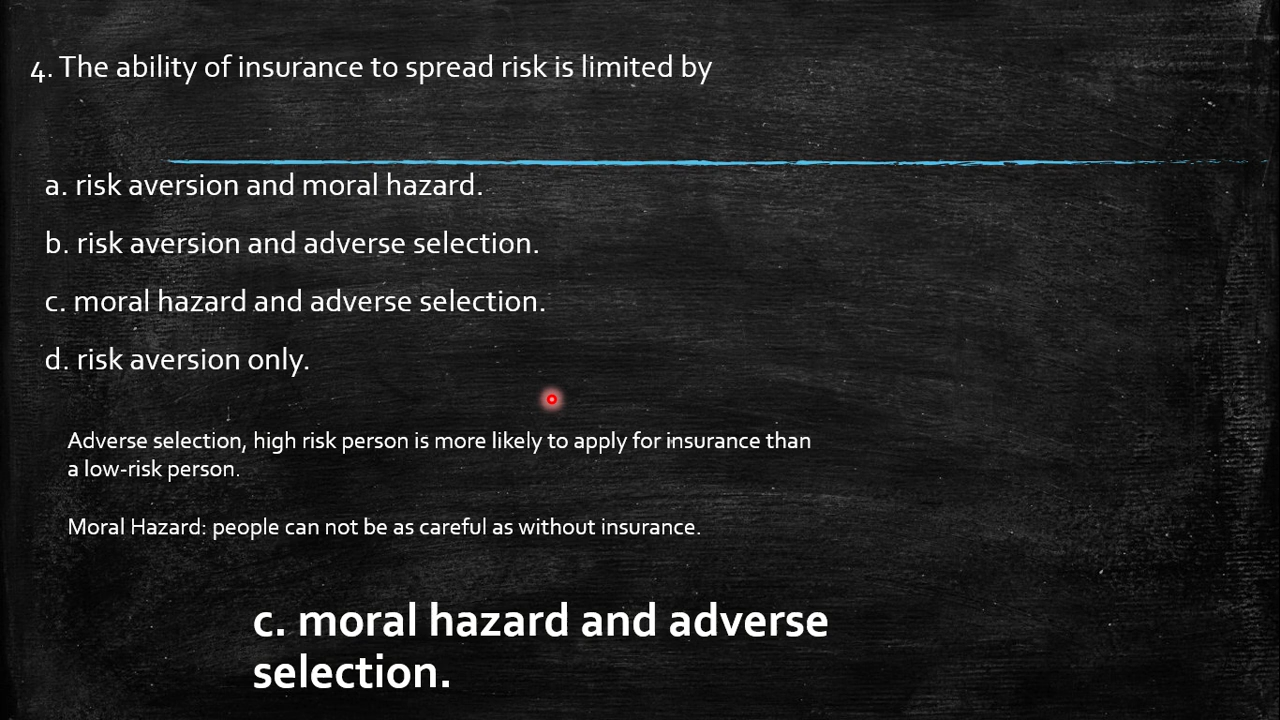 4. The ability of insurance to spread risk is limited by
a. risk aversion and moral hazard.
b. risk aversion and adverse selection.
c. moral hazard and adverse selection.
d. risk aversion only.
Adverse selection, high risk person is more likely to apply for insurance than
a low-risk person.
Moral Hazard: people can not be as careful as without insurance.
c. moral hazard and adverse
selection.